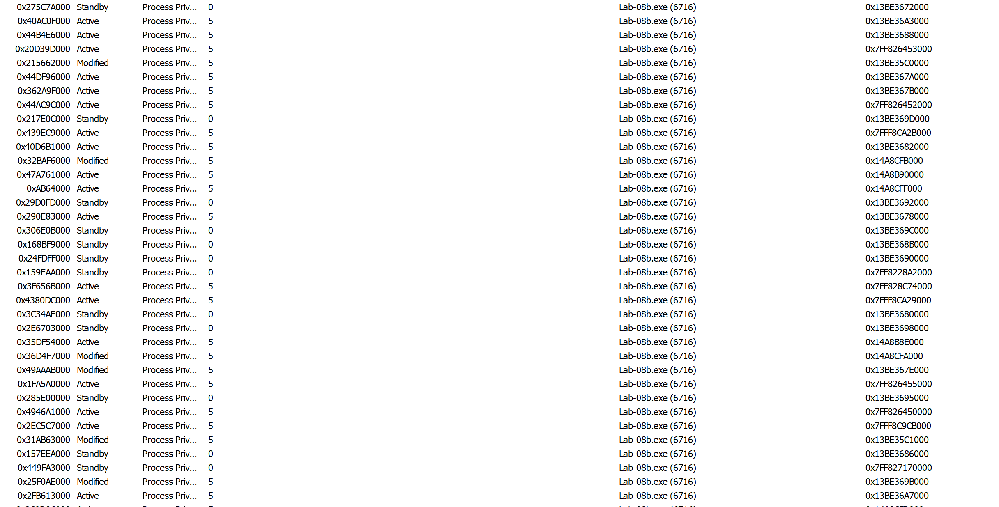 0x275C7A000 Standby Process Priv... 0 Lab-08b.exe (6716) 0x13BE3672000
0x40AC0F000 Active Process Priv... 5 Lab-08b.exe (6716) 0x13BE36A3000
0x44B4E6000 Active Process Priv... 5 Lab-08b.exe (6716) 0x13BE3688000
0x20D39D000 Active Process Priv... 5 Lab-08b.exe (6716) 0x7FF826453000
0x215662000 Modified Process Priv... 5 Lab-08b.exe (6716) 0x13BE35C0000
0x44DF96000 Active Process Priv... 5 Lab-08b.exe (6716) 0x13BE367A000
0x362A9F000 Active Process Priv... 5 Lab-08b.exe (6716) 0x13BE367B000
0x44AC9C000 Active Process Priv... 5 Lab-08b.exe (6716) 0x7FF826452000
0x217E0C000 Standby Process Priv... 0 Lab-08b.exe (6716) 0x13BE369D000
0x439EC9000 Active Process Priv... 5 Lab-08b.exe (6716) 0x7FFF8CA2B000
0x40D6B1000 Active Process Priv... 5 Lab-08b.exe (6716) 0x13BE3682000
0x32BAF6000 Modified Process Priv... 5 Lab-08b.exe (6716) 0x14A8CFB000
0x47A761000 Active Process Priv... 5 Lab-08b.exe (6716) 0x14A8B90000
0xAB64000 Active Process Priv... 5 Lab-08b.exe (6716) 0x14A8CFF000
0x29D0FD000 Standby Process Priv... 0 Lab-08b.exe (6716) 0x13BE3692000
0x290E83000 Active Process Priv... 5 Lab-08b.exe (6716) 0x13BE3678000
0x306E0B000 Standby Process Priv... 0 Lab-08b.exe (6716) 0x13BE369C000
0x168BF9000 Standby Process Priv... 0 Lab-08b.exe (6716) 0x13BE368B000
0x24FDFF000 Standby Process Priv... 0 Lab-08b.exe (6716) 0x13BE3690000
0x159EAA000 Standby Process Priv... 0 Lab-08b.exe (6716) 0x7FF8228A2000
0x3F656B000 Active Process Priv... 5 Lab-08b.exe (6716) 0x7FF828C74000
0x4380DC000 Active Process Priv... 5 Lab-08b.exe (6716) 0x7FFF8CA29000
0x3C34AE000 Standby Process Priv... 0 Lab-08b.exe (6716) 0x13BE3680000
0x2E6703000 Standby Process Priv... 0 Lab-08b.exe (6716) 0x13BE3698000
0x35DF54000 Active Process Priv... 5 Lab-08b.exe (6716) 0x14A8B8E000
0x36D4F7000 Modified Process Priv... 5 Lab-08b.exe (6716) 0x14A8CFA000
0x49AAAB000 Modified Process Priv... 5 Lab-08b.exe (6716) 0x13BE367E000
0x1FA5A0000 Active Process Priv... 5 Lab-08b.exe (6716) 0x7FF826455000
0x285E00000 Standby Process Priv... 0 Lab-08b.exe (6716) 0x13BE3695000
0x4946A1000 Active Process Priv... 5 Lab-08b.exe (6716) 0x7FF826450000
0x2EC5C7000 Active Process Priv... 5 Lab-08b.exe (6716) 0x7FFF8C9CB000
0x31AB63000 Modified Process Priv... 5 Lab-08b.exe (6716) 0x13BE35C1000
0x157EEA000 Standby Process Priv... 0 Lab-08b.exe (6716) 0x13BE3686000
0x449FA3000 Standby Process Priv... 0 Lab-08b.exe (6716) 0x7FF827170000
0x25F0AE000 Modified Process Priv... 5 Lab-08b.exe (6716) 0x13BE369B000
0x2FB613000 Active Process Priv... 5 Lab-08b.exe (6716) 0x13BE36A7000